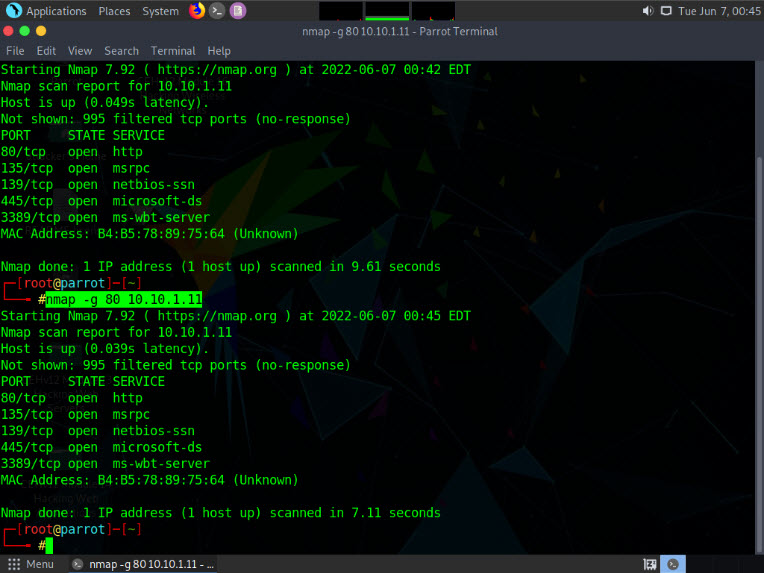 Applications Places System Tue Jun 7, 00:45
nmap -g 80 10.10.1.11 - Parrot Terminal
File Edit View Search Terminal Help
Starting Nmap 7.92 ( https://nmap.org ) at 2022-06-07 00:42 EDT
Nmap scan report for 10.10.1.11
Host is up (0.049s latency).
Not shown: 995 filtered tcp ports (no-response)
PORT STATE SERVICE
80/tcp open http
135/tcp open msrpc
139/tcp open netbios-ssn
445/tcp open microsoft-ds
3389/tcp open ms-wbt-server
MAC Address: B4:B5:78:89:75:64 (Unknown)
Nmap done: 1 IP address (1 host up) scanned in 9.61 seconds
┌─[root@parrot]─[~]
└──╼ #nmap -g 80 10.10.1.11
Starting Nmap 7.92 ( https://nmap.org ) at 2022-06-07 00:45 EDT
Nmap scan report for 10.10.1.11
Host is up (0.039s latency).
Not shown: 995 filtered tcp ports (no-response)
PORT STATE SERVICE
80/tcp open http
135/tcp open msrpc
139/tcp open netbios-ssn
445/tcp open microsoft-ds
3389/tcp open ms-wbt-server
MAC Address: B4:B5:78:89:75:64 (Unknown)
Hacking Web
Nmap done: 1 IP address (1 host up) scanned in 7.11 seconds
┌─[root@parrot]─[~]
└──╼ #
Menu nmap -g 80 10.10.1.11 - ...